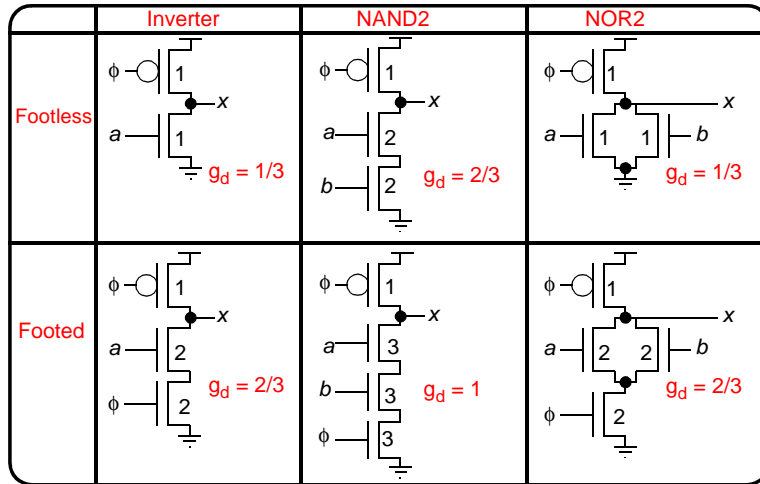 Inverter NAND2 NOR2
Footless
ϕ 1 x
a 1
g_d = 1/3
ϕ 1 x
a 2
b 2
g_d = 2/3
ϕ 1 x
a 1 1 b
g_d = 1/3
Footed
ϕ 1 x
a 2
ϕ 2
g_d = 2/3
ϕ 1 x
a 3
b 3
ϕ 3
g_d = 1
ϕ 1 x
a 2 2 b
ϕ 2
g_d = 2/3